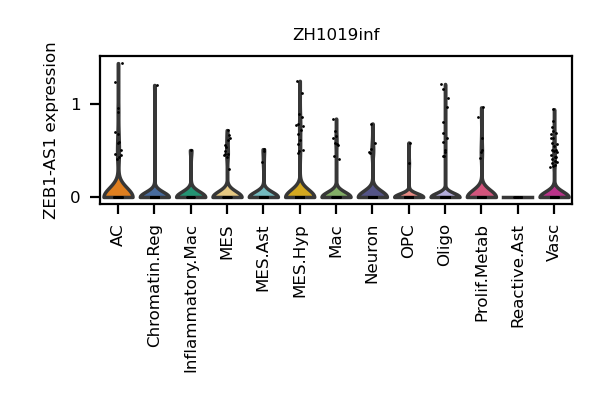 ZH1019inf
ZEB1-AS1 expression
1
0
AC
Chromatin.Reg
Inflammatory.Mac
MES
MES.Ast
MES.Hyp
Mac
Neuron
OPC
Oligo
Prolif.Metab
Reactive.Ast
Vasc